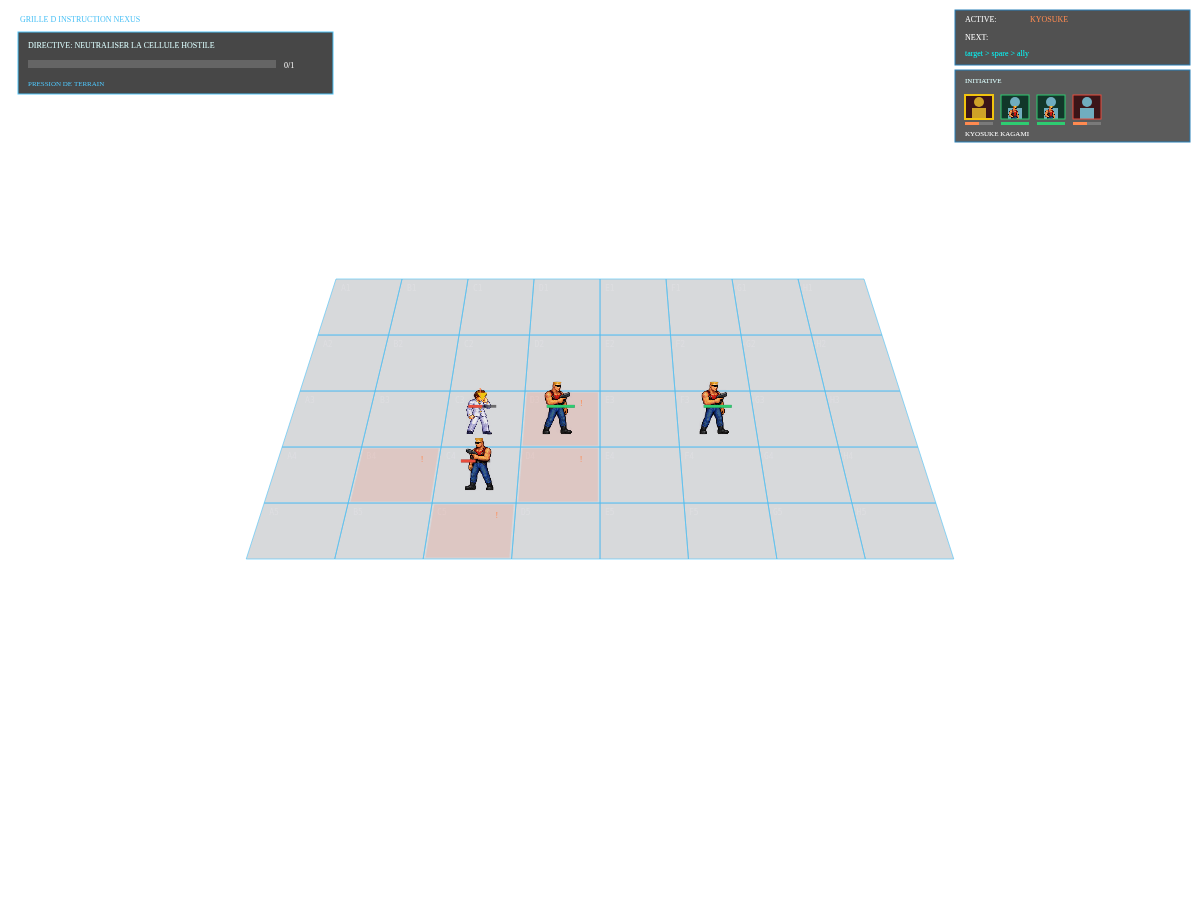 GRILLE D INSTRUCTION NEXUS
DIRECTIVE: NEUTRALISER LA CELLULE HOSTILE
0/1
PRESSION DE TERRAIN
ACTIVE: KYOSUKE
NEXT:
target > spare > ally
INITIATIVE
KYOSUKE KAGAMI
!
!
!
!